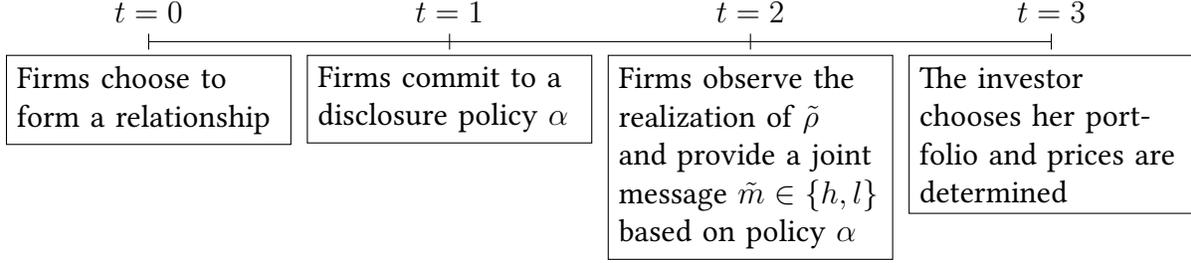 t = 0
t = 1
t = 2
t = 3
Firms choose to
form a relationship
Firms commit to a
disclosure policy α
Firms observe the
realization of ρ̃
and provide a joint
message m̃ ∈ {h, l}
based on policy α
The investor
chooses her port-
folio and prices are
determined